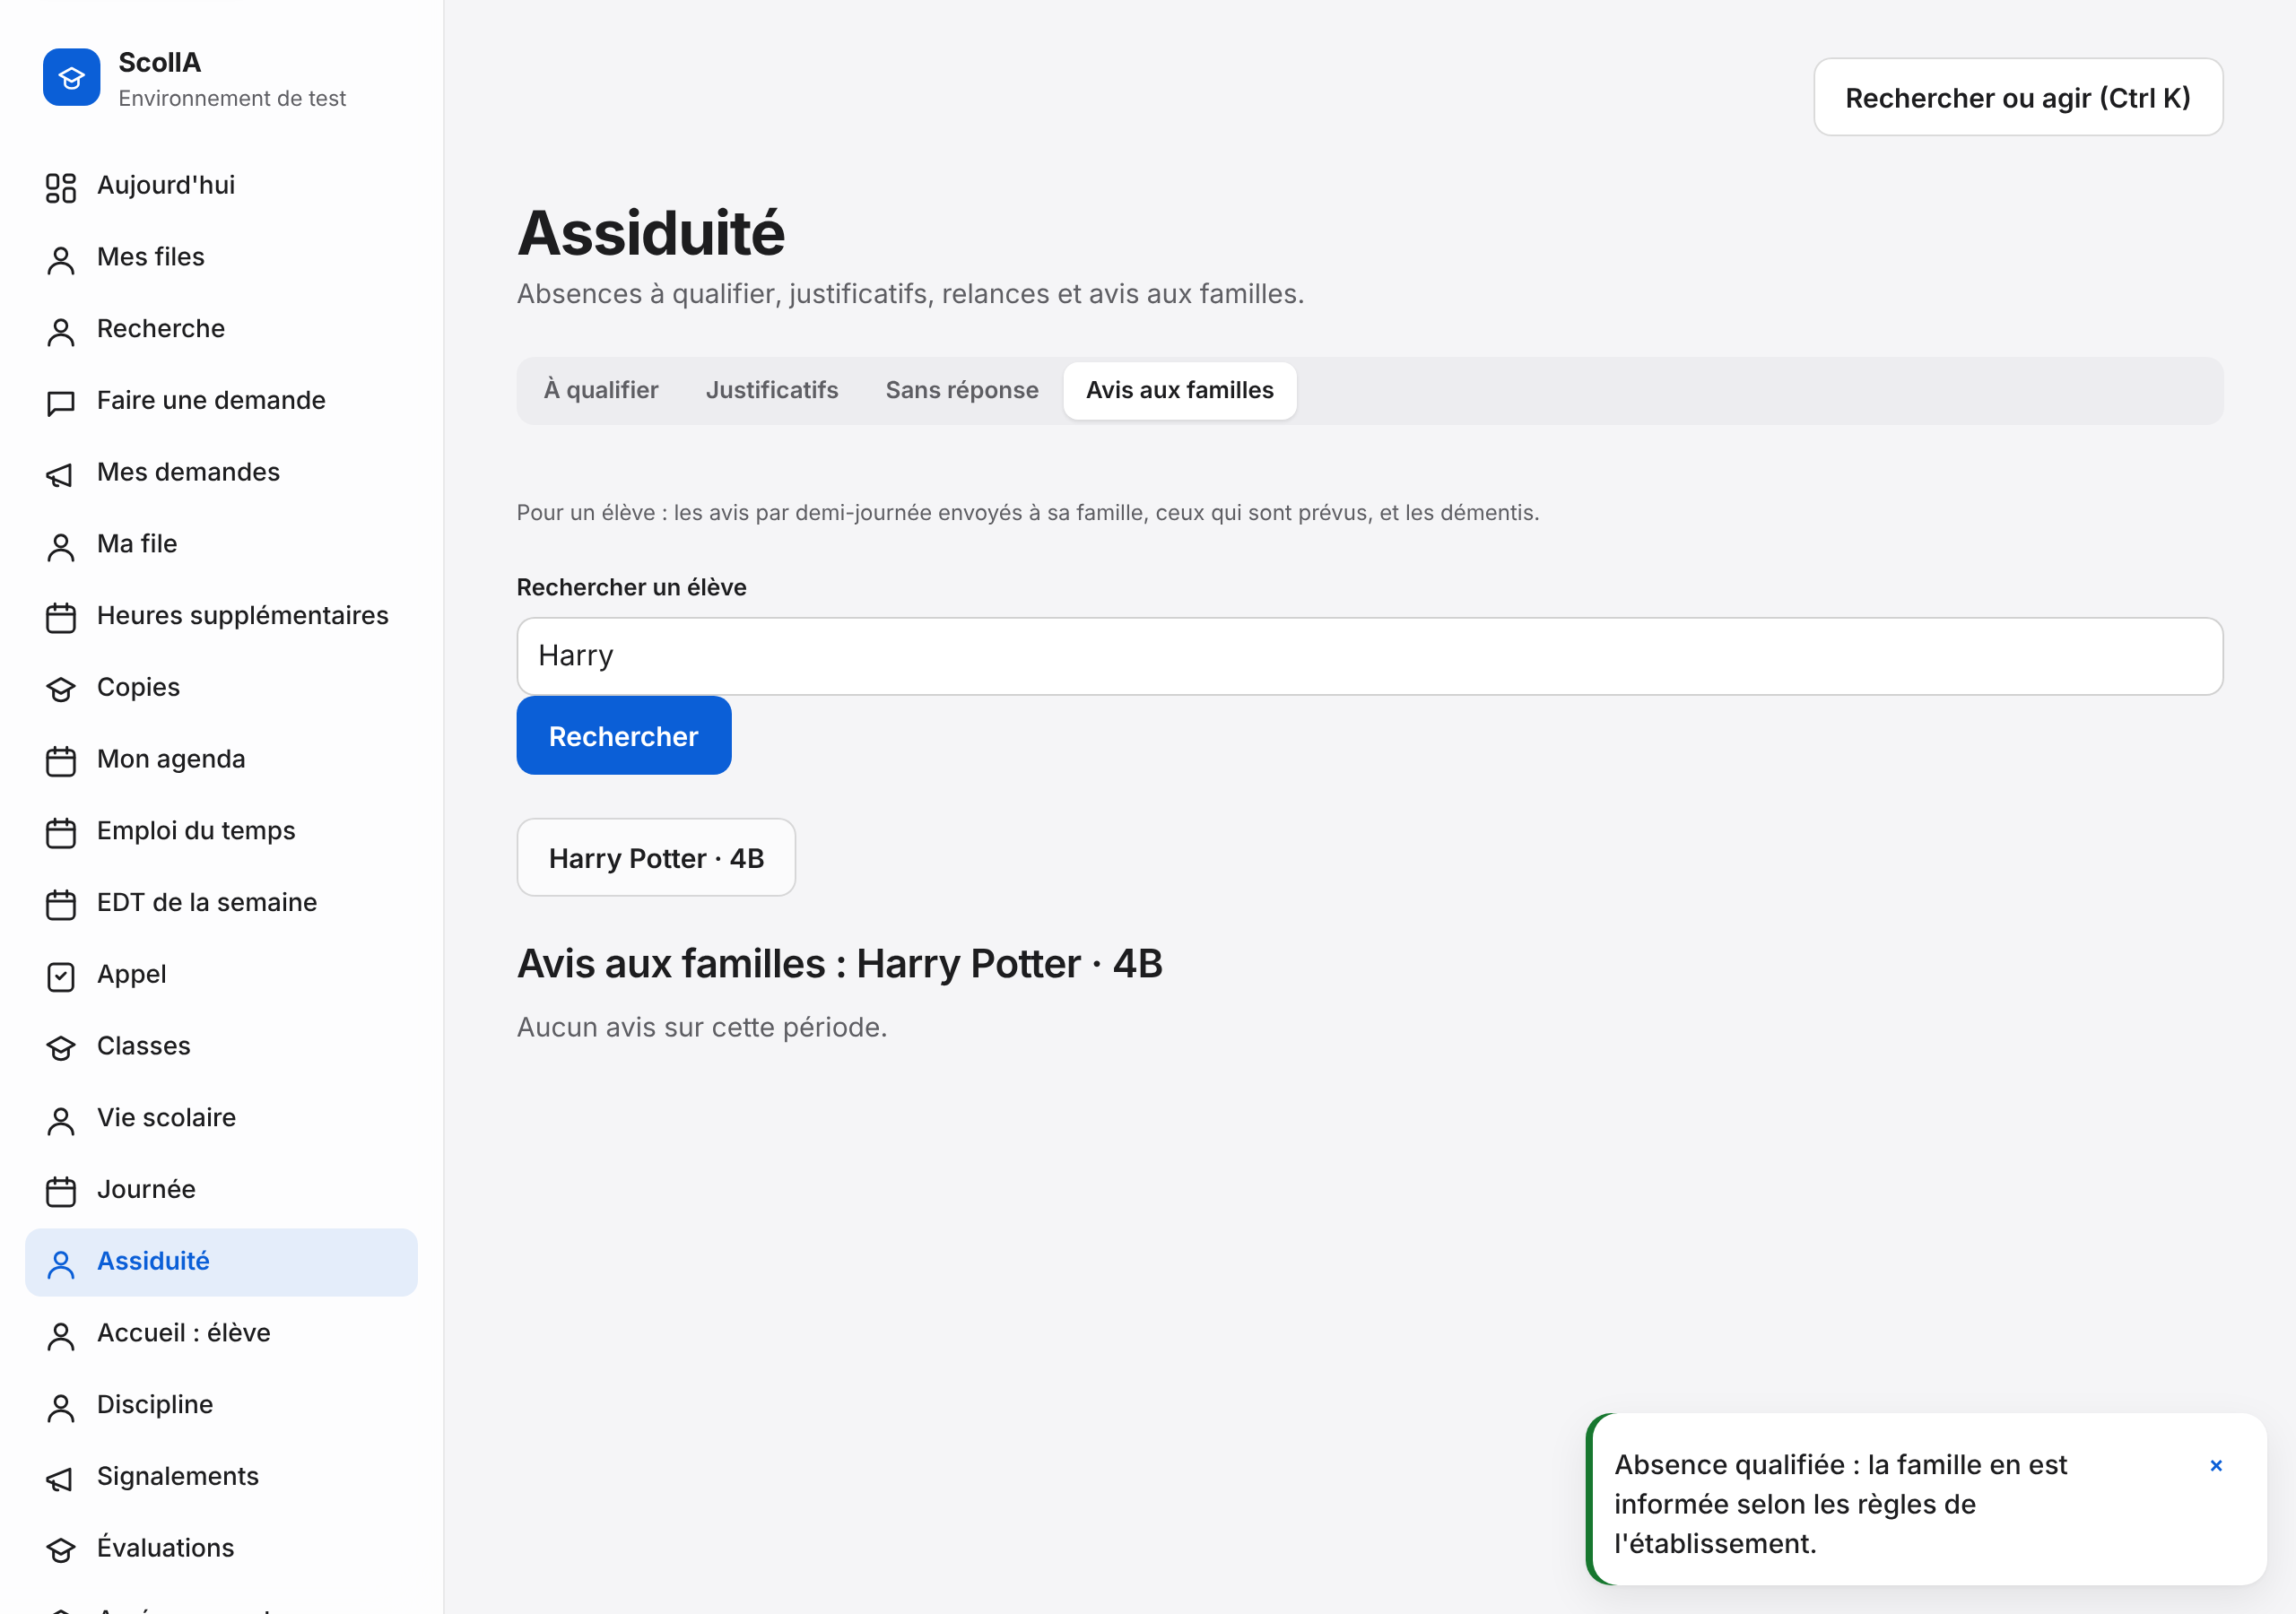 ScolIA
Environnement de test
Aujourd'hui
Mes files
Recherche
Faire une demande
Mes demandes
Ma file
Heures supplémentaires
Copies
Mon agenda
Emploi du temps
EDT de la semaine
Appel
Classes
Vie scolaire
Journée
Assiduité
Accueil : élève
Discipline
Signalements
Évaluations
Rechercher ou agir (Ctrl K)
Assiduité
Absences à qualifier, justificatifs, relances et avis aux familles.
À qualifier
Justificatifs
Sans réponse
Avis aux familles
Pour un élève : les avis par demi-journée envoyés à sa famille, ceux qui sont prévus, et les démentis.
Rechercher un élève
Harry
Rechercher
Harry Potter · 4B
Avis aux familles : Harry Potter · 4B
Aucun avis sur cette période.
Absence qualifiée : la famille en est
informée selon les règles de
l'établissement.
×